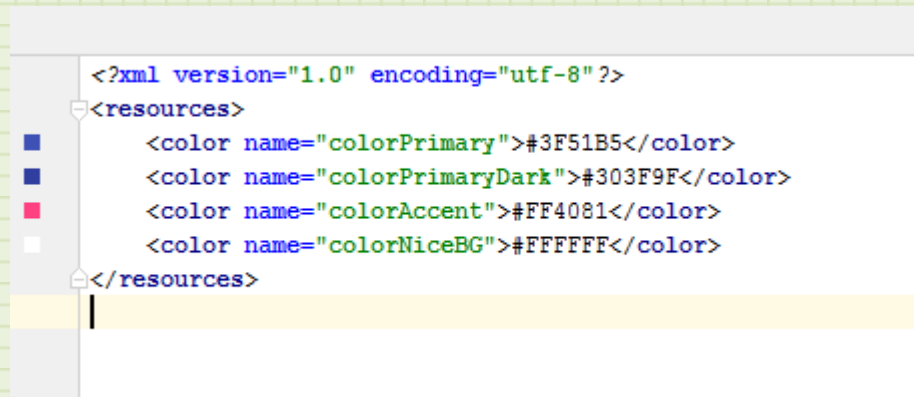 <?xml version="1.0" encoding="utf-8"?>
<resources>
<color name="colorPrimary">#3F51B5</color>
<color name="colorPrimaryDark">#303F9F</color>
<color name="colorAccent">#FF4081</color>
<color name="colorNiceBG">#FFFFFF</color>
</resources>